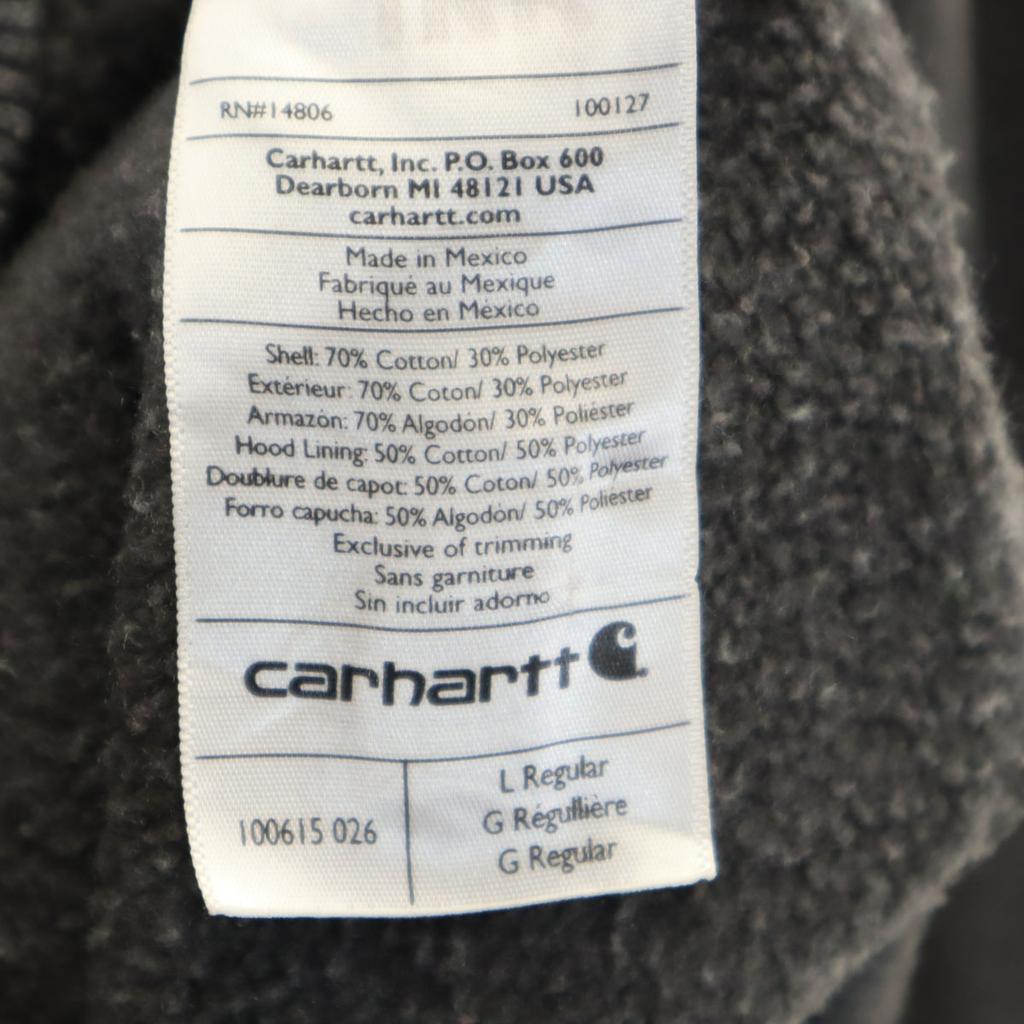 RN#14806 100127
Carhartt, Inc. P.O. Box 600
Dearborn MI 48121 USA
carhartt.com
Made in Mexico
Fabriqué au Mexique
Hecho en México
Shell: 70% Cotton/ 30% Polyester
Extérieur: 70% Coton/ 30% Polyester
Armazón: 70% Algodón/ 30% Poliéster
Hood Lining: 50% Cotton/ 50% Polyester
Doublure de capot: 50% Coton/ 50% Polyester
Forro capucha: 50% Algodón/ 50% Poliéster
Exclusive of trimming
Sans garniture
Sin incluir adorno
carhartt
100615 026
L Regular
G Régullière
G Regular